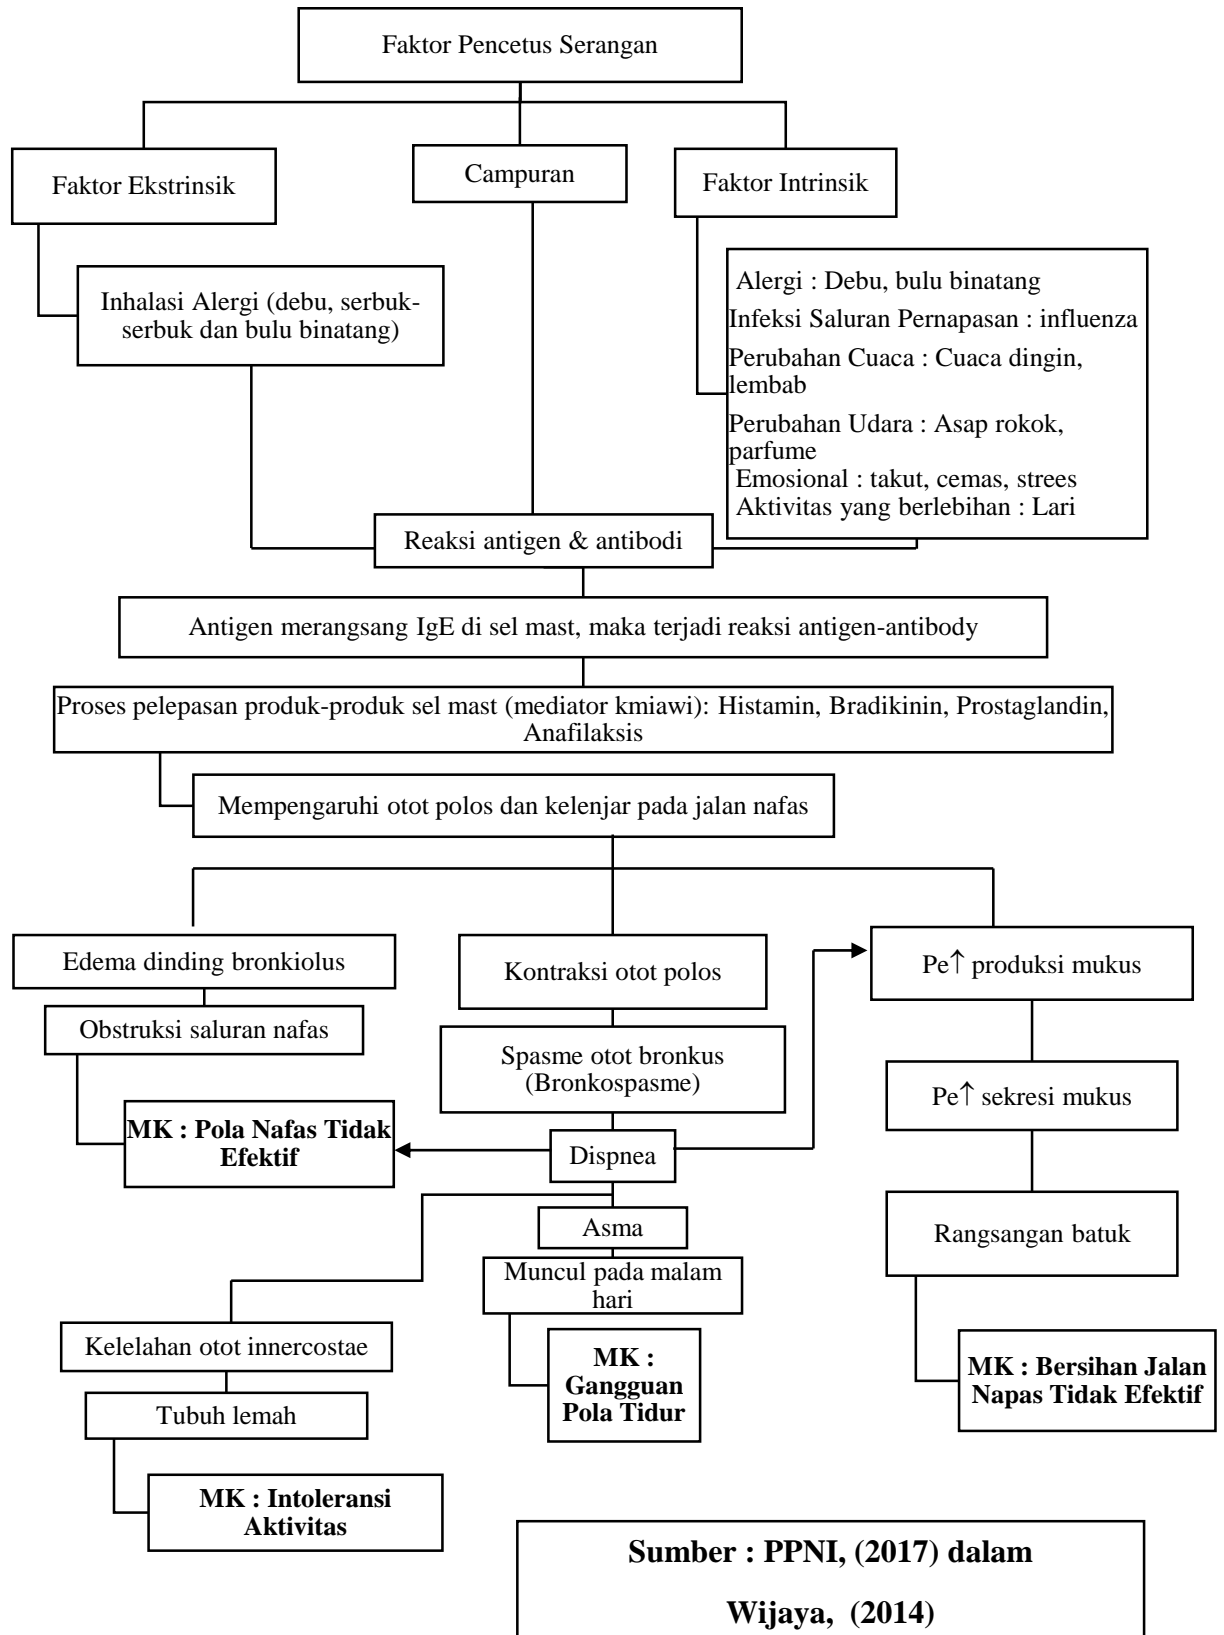 Faktor Pencetus Serangan
Faktor Ekstrinsik
Campuran
Faktor Intrinsik
Inhalasi Alergi (debu, serbuk-
serbuk dan bulu binatang)
Alergi : Debu, bulu binatang
Infeksi Saluran Pernapasan : influenza
Perubahan Cuaca : Cuaca dingin,
lembab
Perubahan Udara : Asap rokok,
parfume
Emosional : takut, cemas, strees
Aktivitas yang berlebihan : Lari
Reaksi antigen & antibodi
Antigen merangsang IgE di sel mast, maka terjadi reaksi antigen-antibody
Proses pelepasan produk-produk sel mast (mediator kmiawi): Histamin, Bradikinin, Prostaglandin,
Anafilaksis
Mempengaruhi otot polos dan kelenjar pada jalan nafas
Edema dinding bronkiolus
Kontraksi otot polos
Pe↑ produksi mukus
Obstruksi saluran nafas
Spasme otot bronkus
(Bronkospasme)
Pe↑ sekresi mukus
MK : Pola Nafas Tidak
Efektif
Dispnea
Asma
Rangsangan batuk
Muncul pada malam
hari
Kelelahan otot innercostae
MK :
Gangguan
Pola Tidur
MK : Bersihan Jalan
Napas Tidak Efektif
Tubuh lemah
MK : Intoleransi
Aktivitas
Sumber : PPNI, (2017) dalam
Wijaya, (2014)